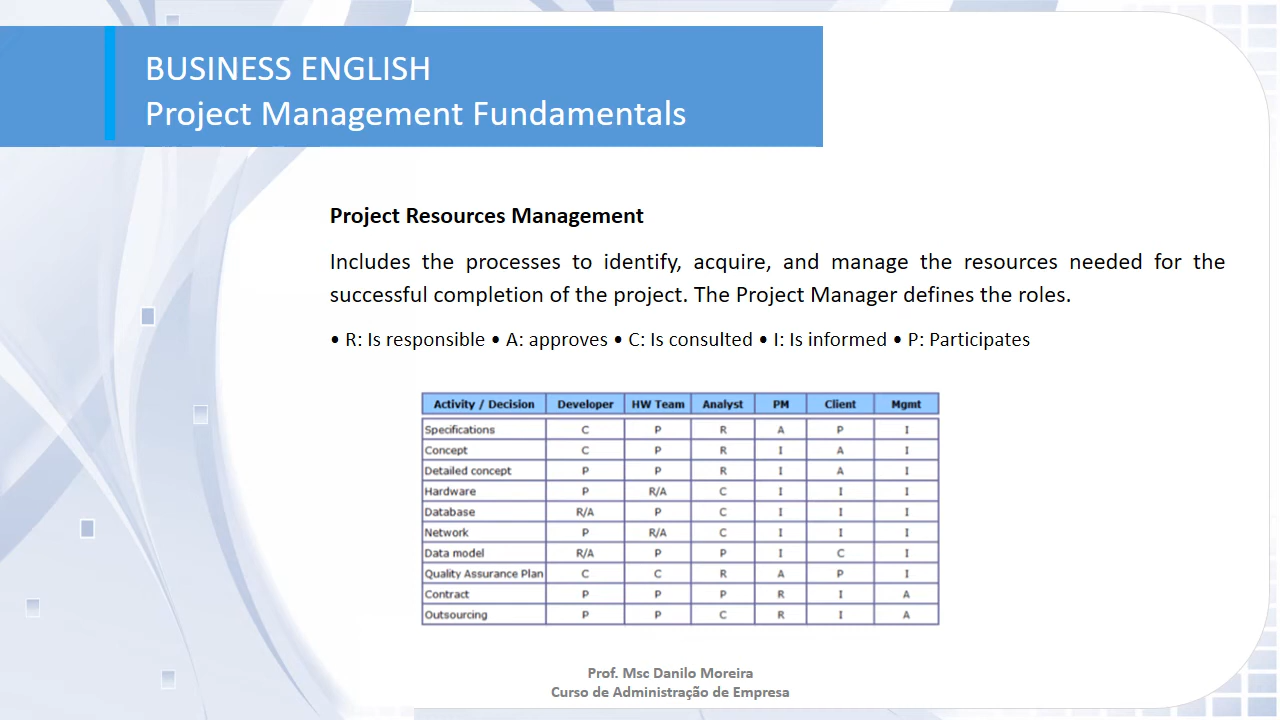 BUSINESS ENGLISH
Project Management Fundamentals
Project Resources Management
Includes the processes to identify, acquire, and manage the resources needed for the
successful completion of the project. The Project Manager defines the roles.
• R: Is responsible • A: approves • C: Is consulted • I: Is informed • P: Participates
Activity / Decision Developer HW Team Analyst PM Client Mgmt
Specifications C P R A P I
Concept C P R I A I
Detailed concept P P R I A I
Hardware P R/A C I I I
Database R/A P C I I I
Network P R/A C I I I
Data model R/A P P I C I
Quality Assurance Plan C C R A P I
Contract P P P R I A
Outsourcing P P C R I A
Prof. Msc Danilo Moreira
Curso de Administração de Empresa